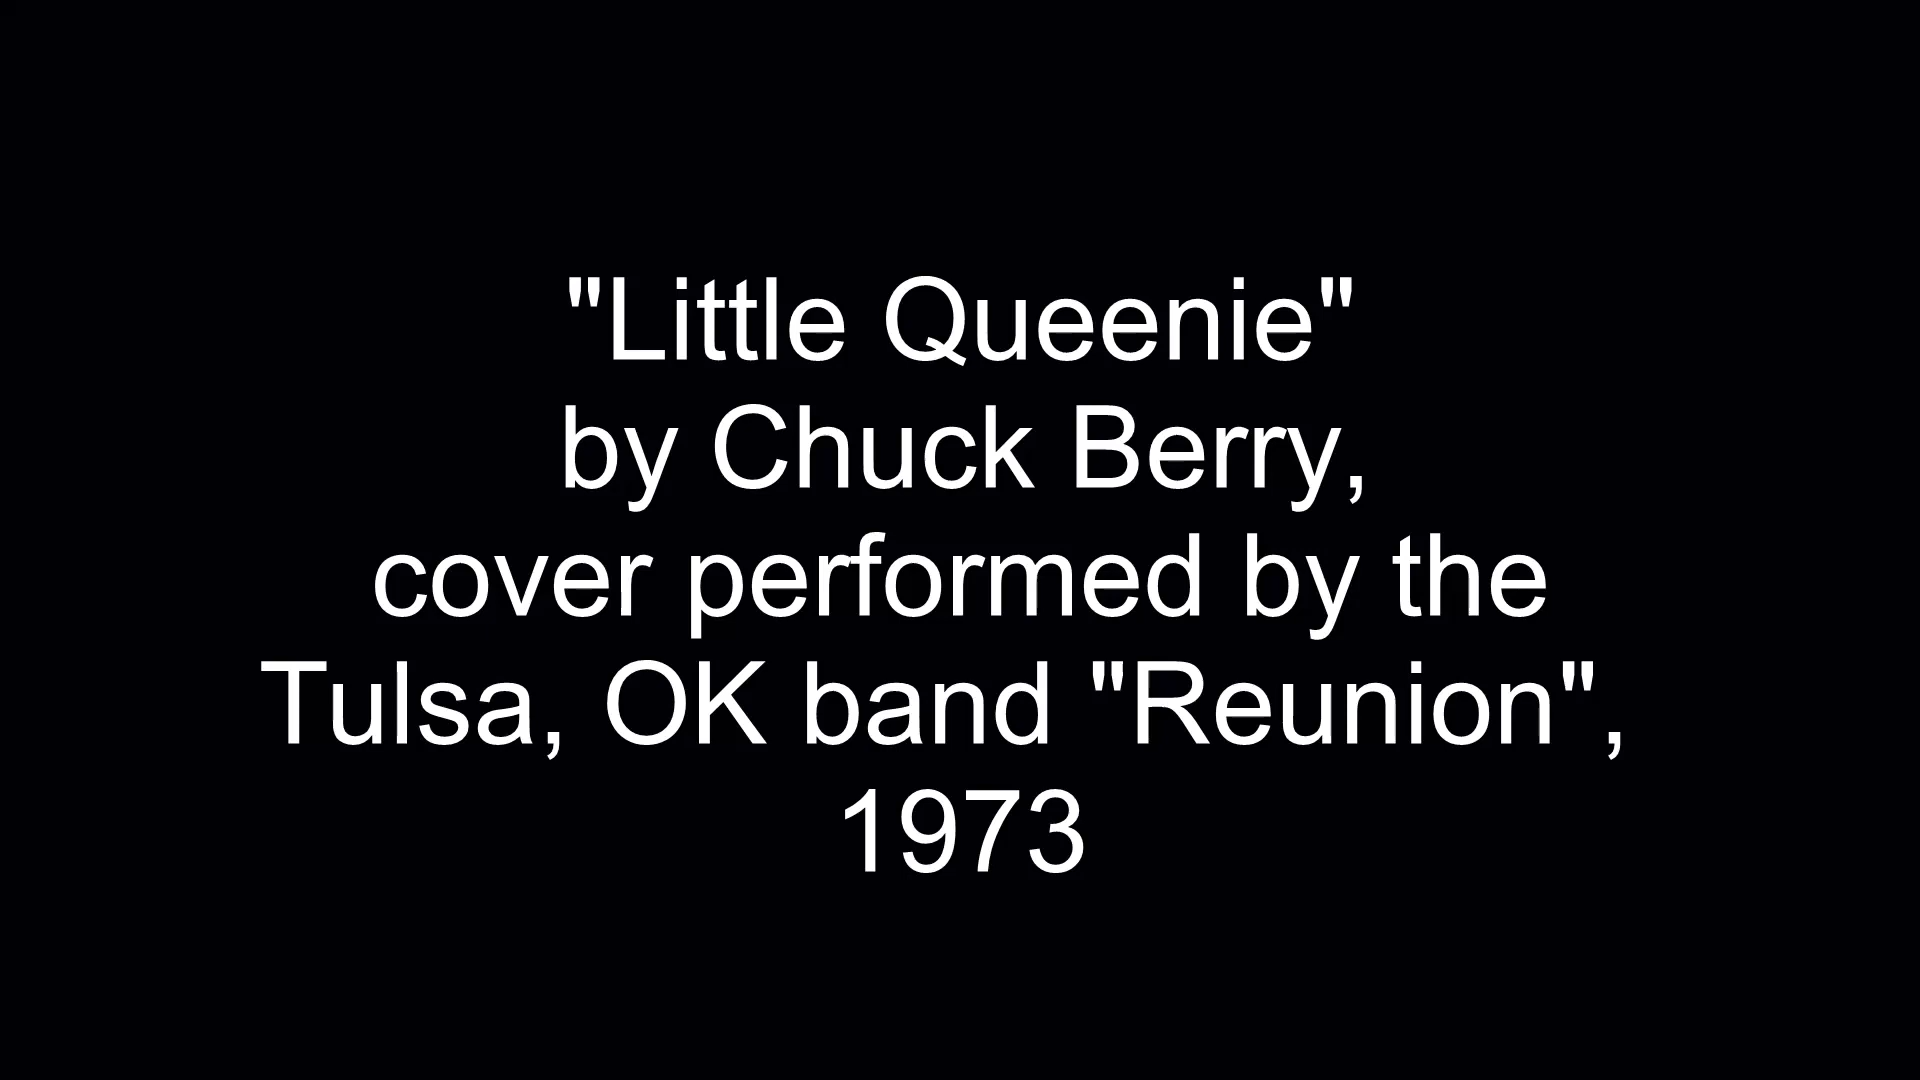 "Little Queenie"
by Chuck Berry,
cover performed by the
Tulsa, OK band "Reunion",
1973